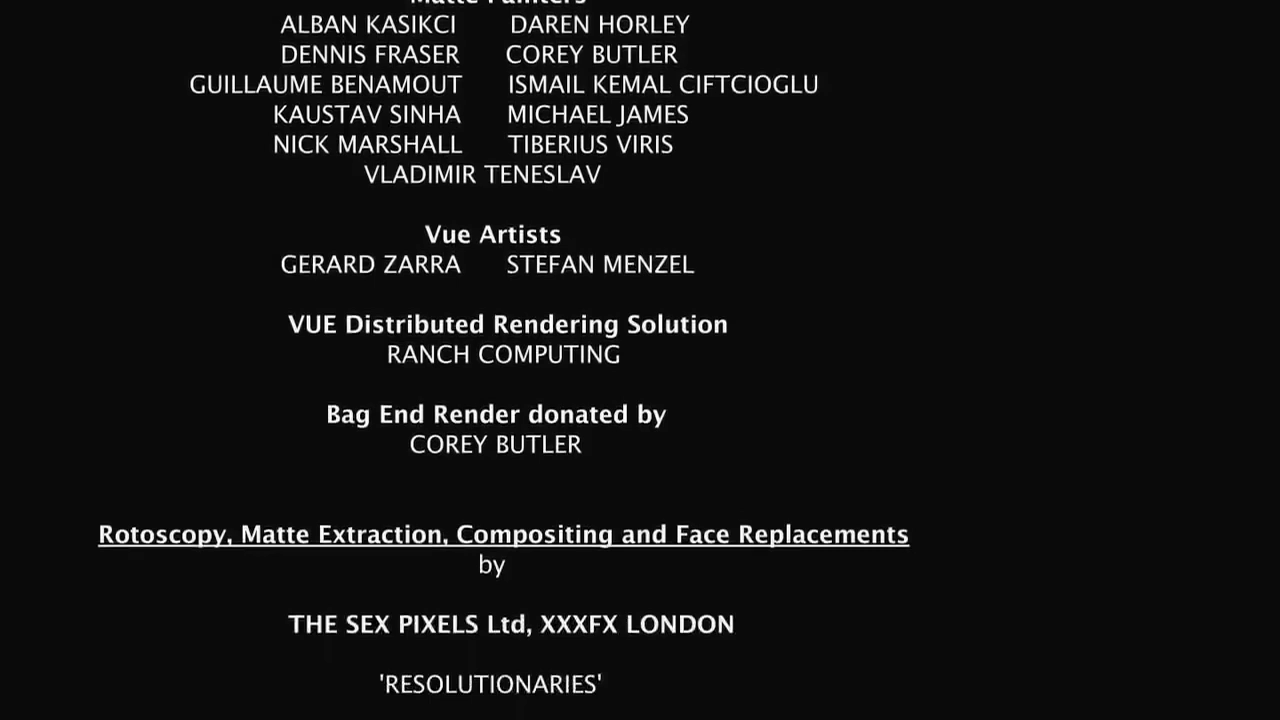 Matte Painters
ALBAN KASIKCI DAREN HORLEY
DENNIS FRASER COREY BUTLER
GUILLAUME BENAMOUT ISMAIL KEMAL CIFTCIOGLU
KAUSTAV SINHA MICHAEL JAMES
NICK MARSHALL TIBERIUS VIRIS
VLADIMIR TENESLAV
Vue Artists
GERARD ZARRA STEFAN MENZEL
VUE Distributed Rendering Solution
RANCH COMPUTING
Bag End Render donated by
COREY BUTLER
Rotoscopy, Matte Extraction, Compositing and Face Replacements
by
THE SEX PIXELS Ltd, XXXFX LONDON
'RESOLUTIONARIES'